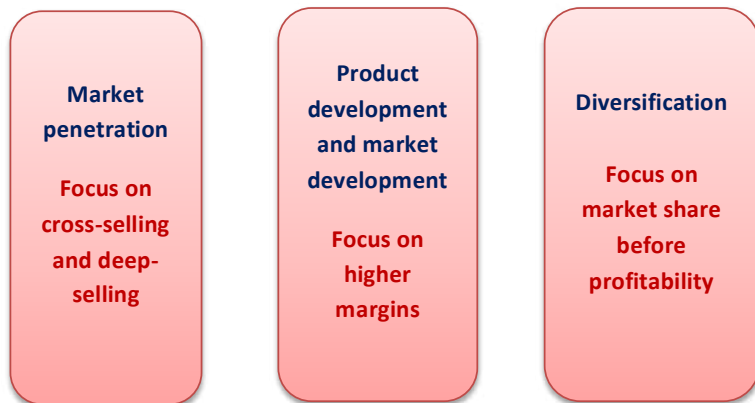 Market
penetration
Focus on
cross-selling
and deep-
selling
Product
development
and market
development
Focus on
higher
margins
Diversification
Focus on
market share
before
profitability